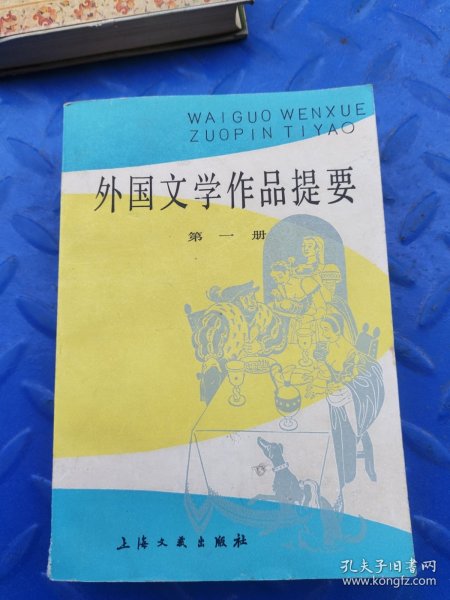 WAIGUO WENXUE
ZUOPIN TIYAO
外国文学作品提要
第一册
上海文艺出版社
孔夫子旧书网
www.kongfz.com